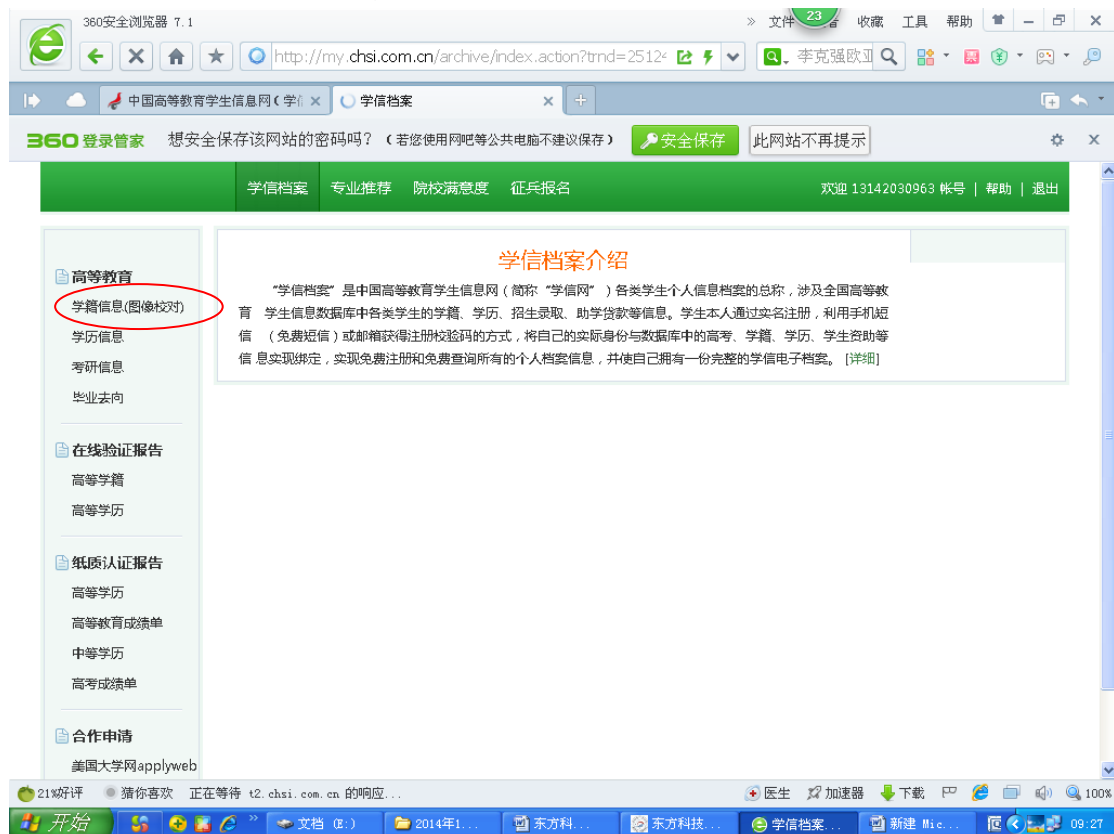 360安全浏览器 7.1
» 文件 23 收藏 工具 帮助
http://my.chsi.com.cn/archive/index.action?trnd=2512 李克强欧亚
中国高等教育学生信息网(学信 学信档案
360 登录管家 想安全保存该网站的密码吗? (若您使用网吧等公共电脑不建议保存) 安全保存 此网站不再提示
学信档案 专业推荐 院校满意度 征兵报名 欢迎 13142030963 帐号 | 帮助 | 退出
高等教育
学籍信息(图像校对)
学历信息
考研信息
毕业去向
在线验证报告
高等学籍
高等学历
纸质认证报告
高等学历
高等教育成绩单
中等学历
高考成绩单
合作申请
美国大学网applyweb
学信档案介绍
“学信档案”是中国高等教育学生信息网(简称“学信网”)各类学生个人信息档案的总称,涉及全国高等教
育 学生信息数据库中各类学生的学籍、学历、招生录取、助学贷款等信息。学生本人通过实名注册,利用手机短
信 (免费短信)或邮箱获得注册校验码的方式,将自己的实际身份与数据库中的高考、学籍、学历、学生资助等
信 息实现绑定,实现免费注册和免费查询所有的个人档案信息,并使自己拥有一份完整的学信电子档案。 [详细]
21%好评 猜你喜欢 正在等待 t2.chsi.com.cn 的响应... 医生 加速器 下载 100%
开始 » 文档 (E:) 2014年1... 东方科... 东方科技... 学信档案... 新建 Mic... 09:27